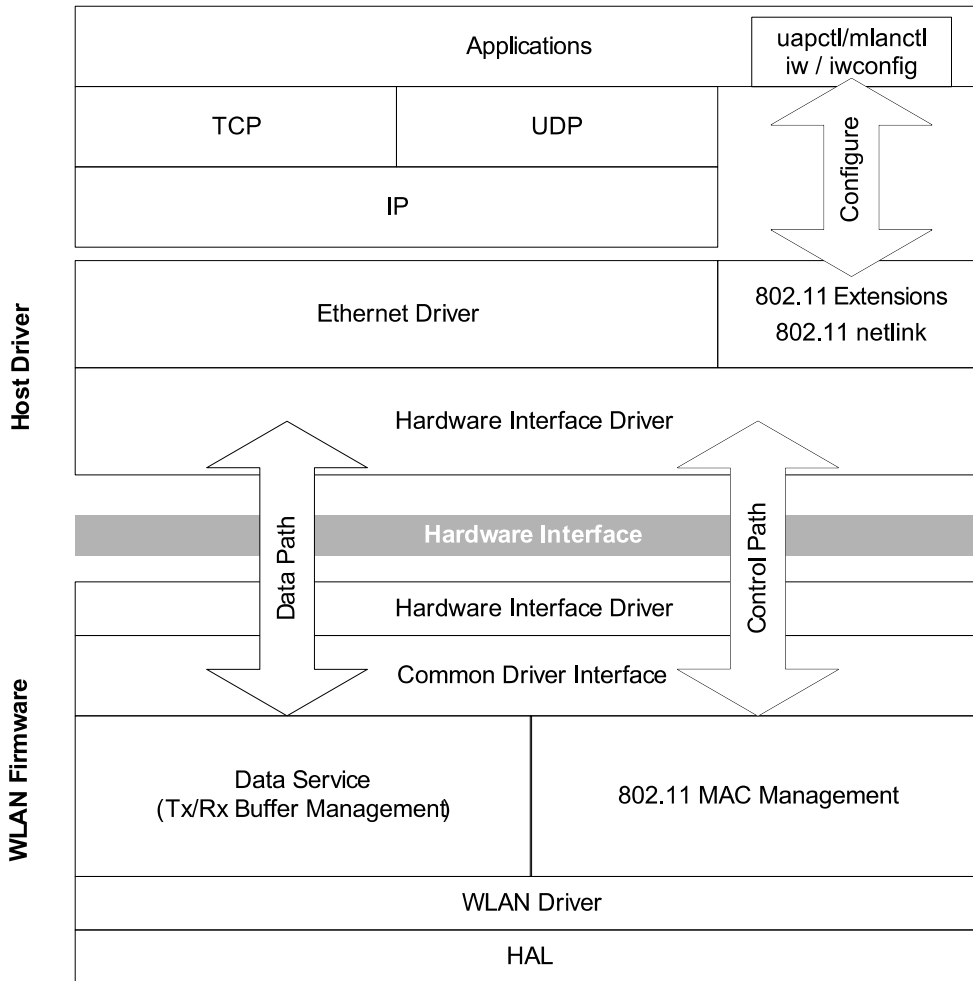 Applications
uapctl/mlanctl
iw / iwconfig
TCP
UDP
Configure
IP
Host Driver
Ethernet Driver
802.11 Extensions
802.11 netlink
Hardware Interface Driver
Data Path
Hardware Interface
Control Path
Hardware Interface Driver
WLAN Firmware
Common Driver Interface
Data Service
(Tx/Rx Buffer Management)
802.11 MAC Management
WLAN Driver
HAL